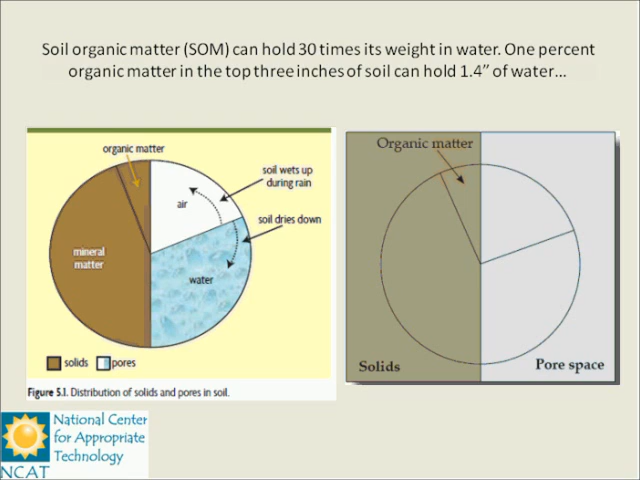 Soil organic matter (SOM) can hold 30 times its weight in water. One percent
organic matter in the top three inches of soil can hold 1.4” of water...
organic matter
soil wets up
during rain
air
soil dries down
mineral
matter
water
solids
pores
Figure 5.1. Distribution of solids and pores in soil.
Organic matter
Solids
Pore space
National Center
for Appropriate
Technology
NCAT